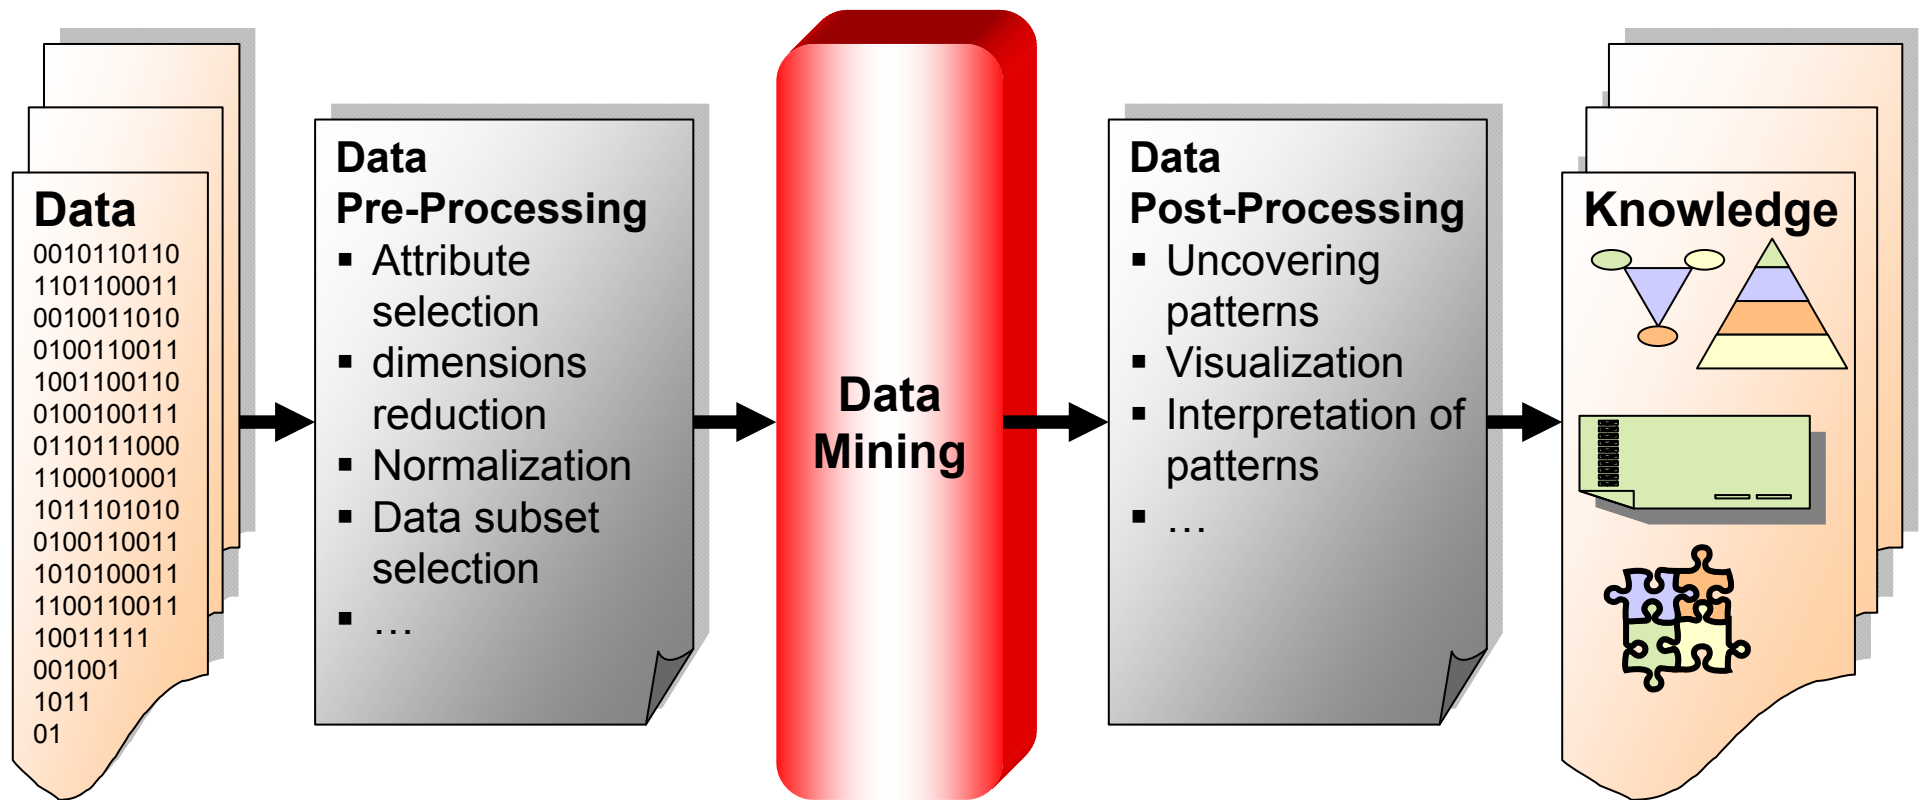 Data
0010110110
1101100011
0010011010
0100110011
1001100110
0100100111
0110111000
1100010001
1011101010
0100110011
1010100011
1100110011
10011111
001001
1011
01
Data
Pre-Processing
▪ Attribute
selection
▪ dimensions
reduction
▪ Normalization
▪ Data subset
selection
▪ …
Data
Mining
Data
Post-Processing
▪ Uncovering
patterns
▪ Visualization
▪ Interpretation of
patterns
▪ …
Knowledge